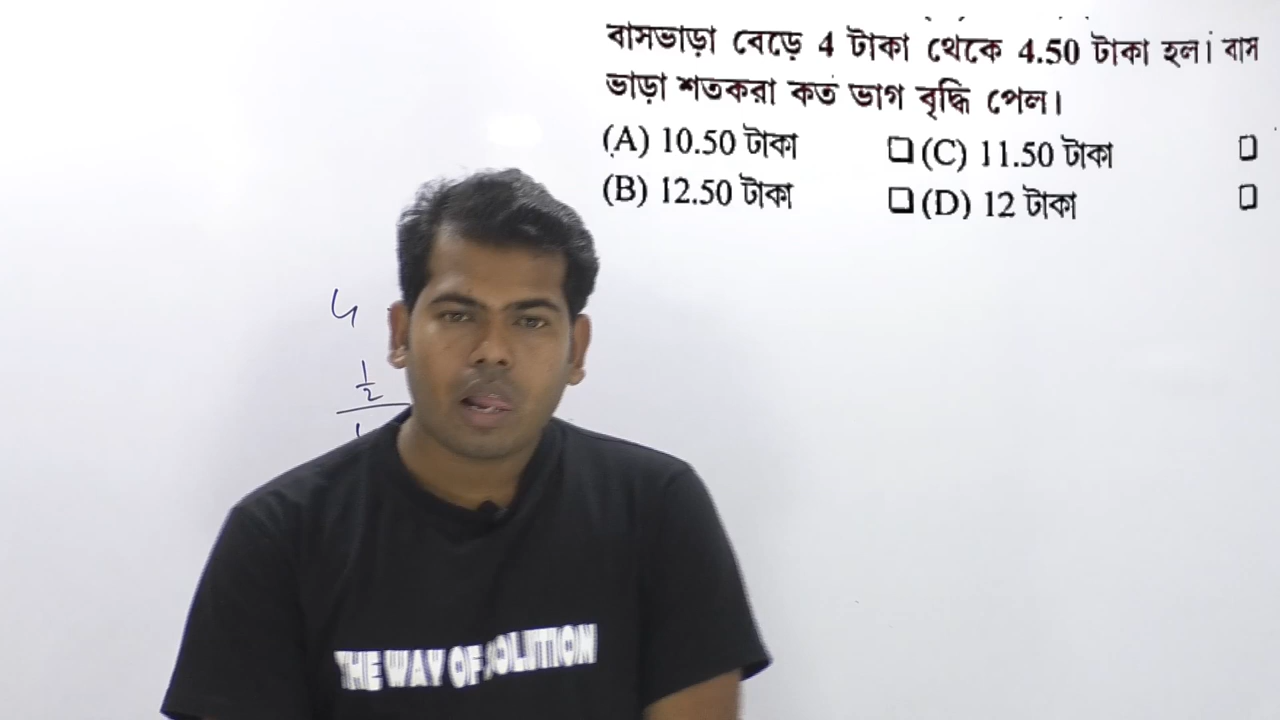 বাসভাড়া বেড়ে 4 টাকা থেকে 4.50 টাকা হল। বাস
ভাড়া শতকরা কত ভাগ বৃদ্ধি পেল।
(A) 10.50 টাকা □ (C) 11.50 টাকা □
(B) 12.50 টাকা □ (D) 12 টাকা □
4
1/2
THE WAY OF SOLUTION